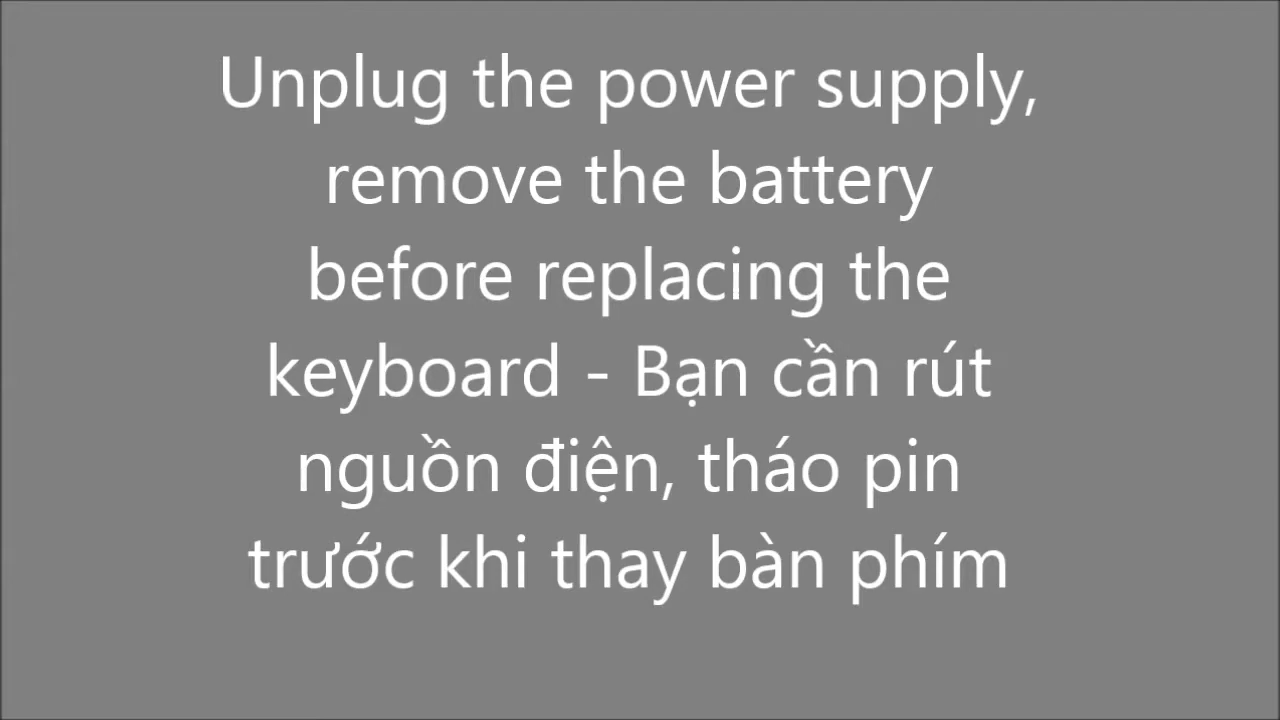 Unplug the power supply,
remove the battery
before replacing the
keyboard - Bạn cần rút
nguồn điện, tháo pin
trước khi thay bàn phím